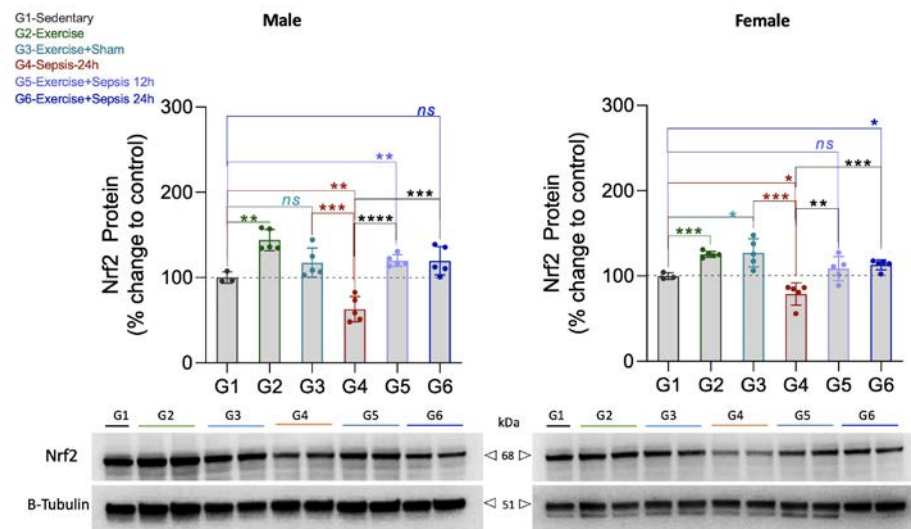 G1-Sedentary
G2-Exercise
G3-Exercise+Sham
G4-Sepsis-24h
G5-Exercise+Sepsis 12h
G6-Exercise+Sepsis 24h
Male
Nrf2 Protein
(% change to control)
300
200
100
0
ns
**
**
***
ns
***
**
****
G1 G2 G3 G4 G5 G6
Female
Nrf2 Protein
(% change to control)
300
200
100
0
*
ns
***
*
***
**
*
***
G1 G2 G3 G4 G5 G6
G1 G2 G3 G4 G5 G6
kDa
G1 G2 G3 G4 G5 G6
Nrf2
68
B-Tubulin
51